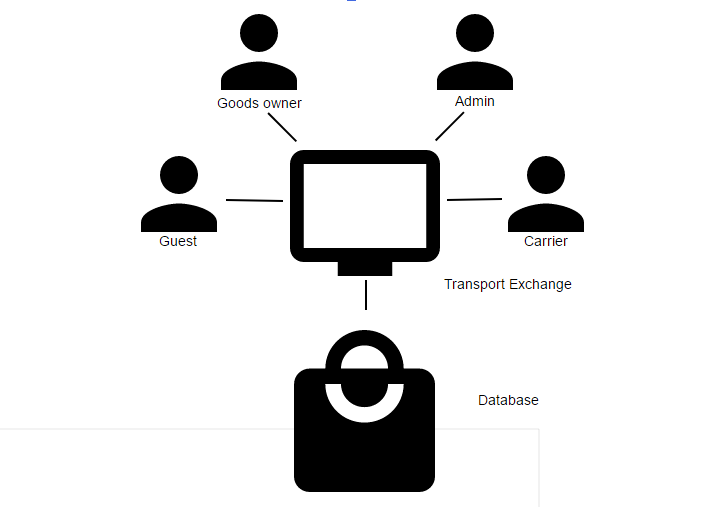 Goods owner
Admin
Guest
Carrier
Transport Exchange
Database